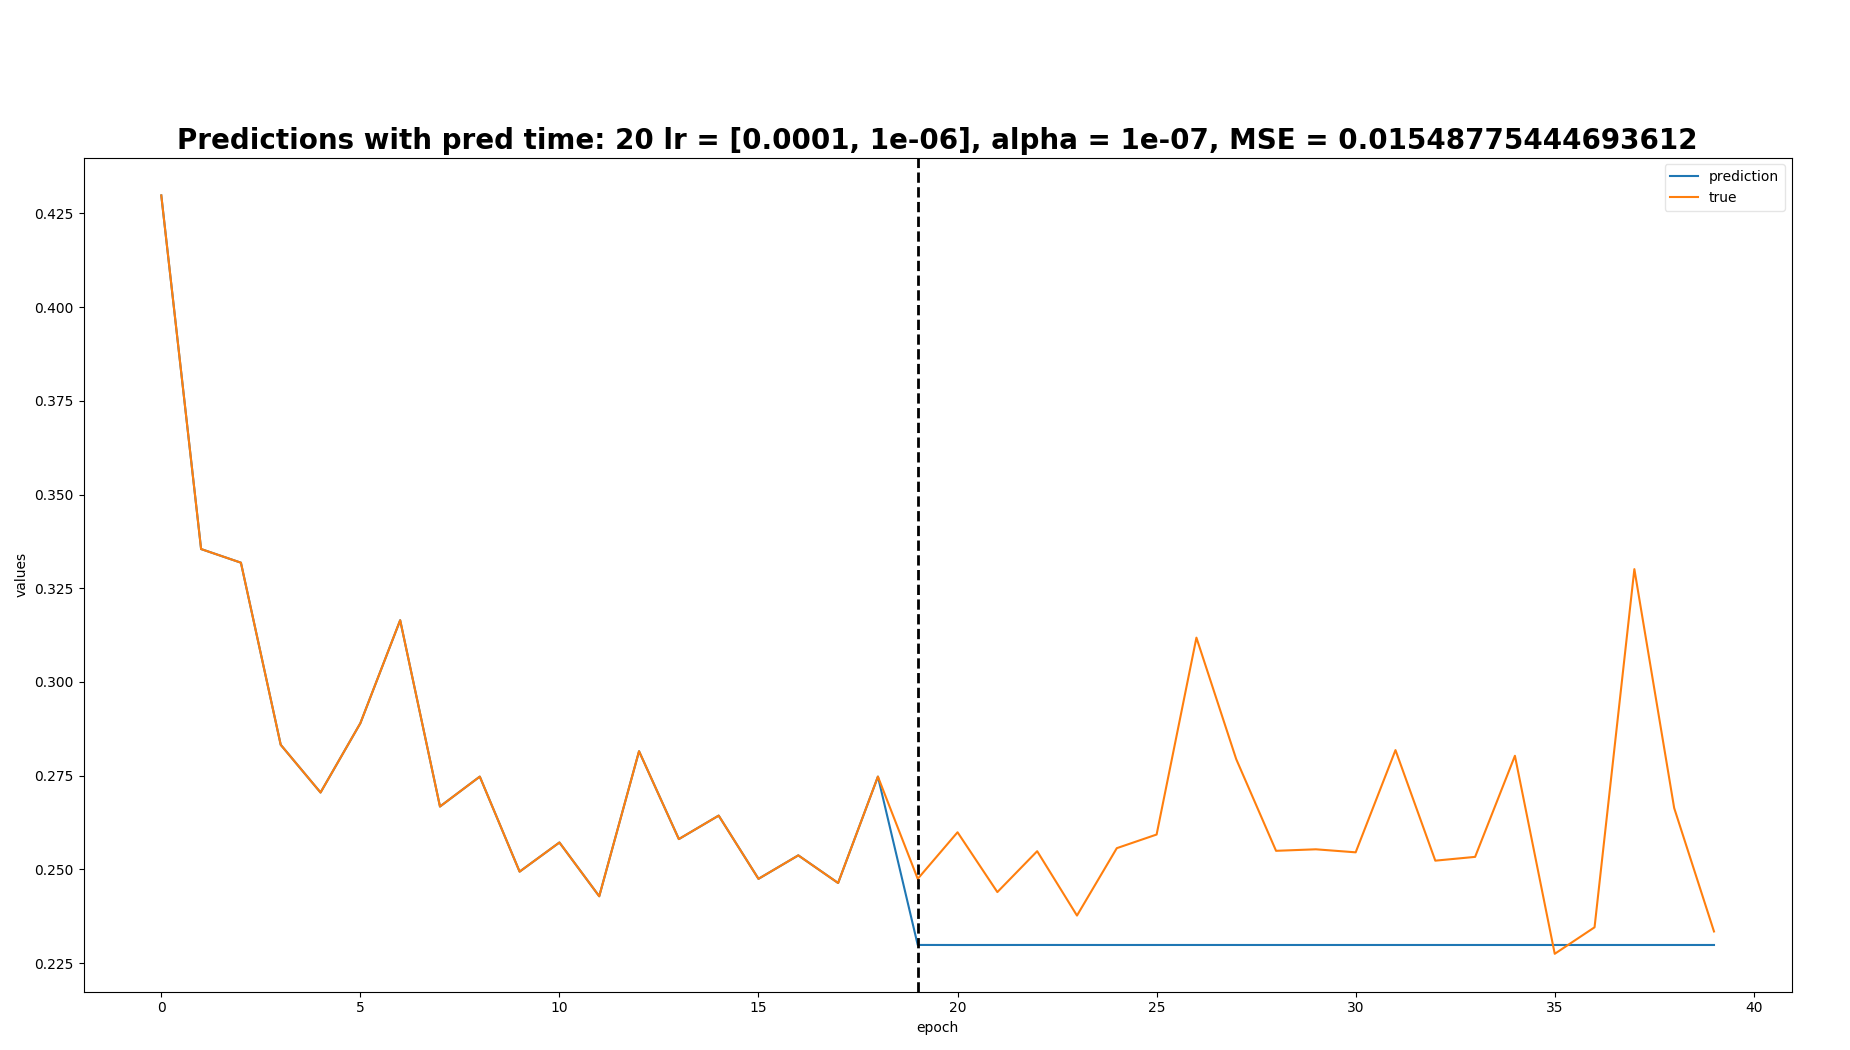 Predictions with pred time: 20 lr = [0.0001, 1e-06], alpha = 1e-07, MSE = 0.01548775444693612
prediction
true
0.425
0.400
0.375
0.350
0.325
0.300
0.275
0.250
0.225
values
0 5 10 15 20 25 30 35 40
epoch